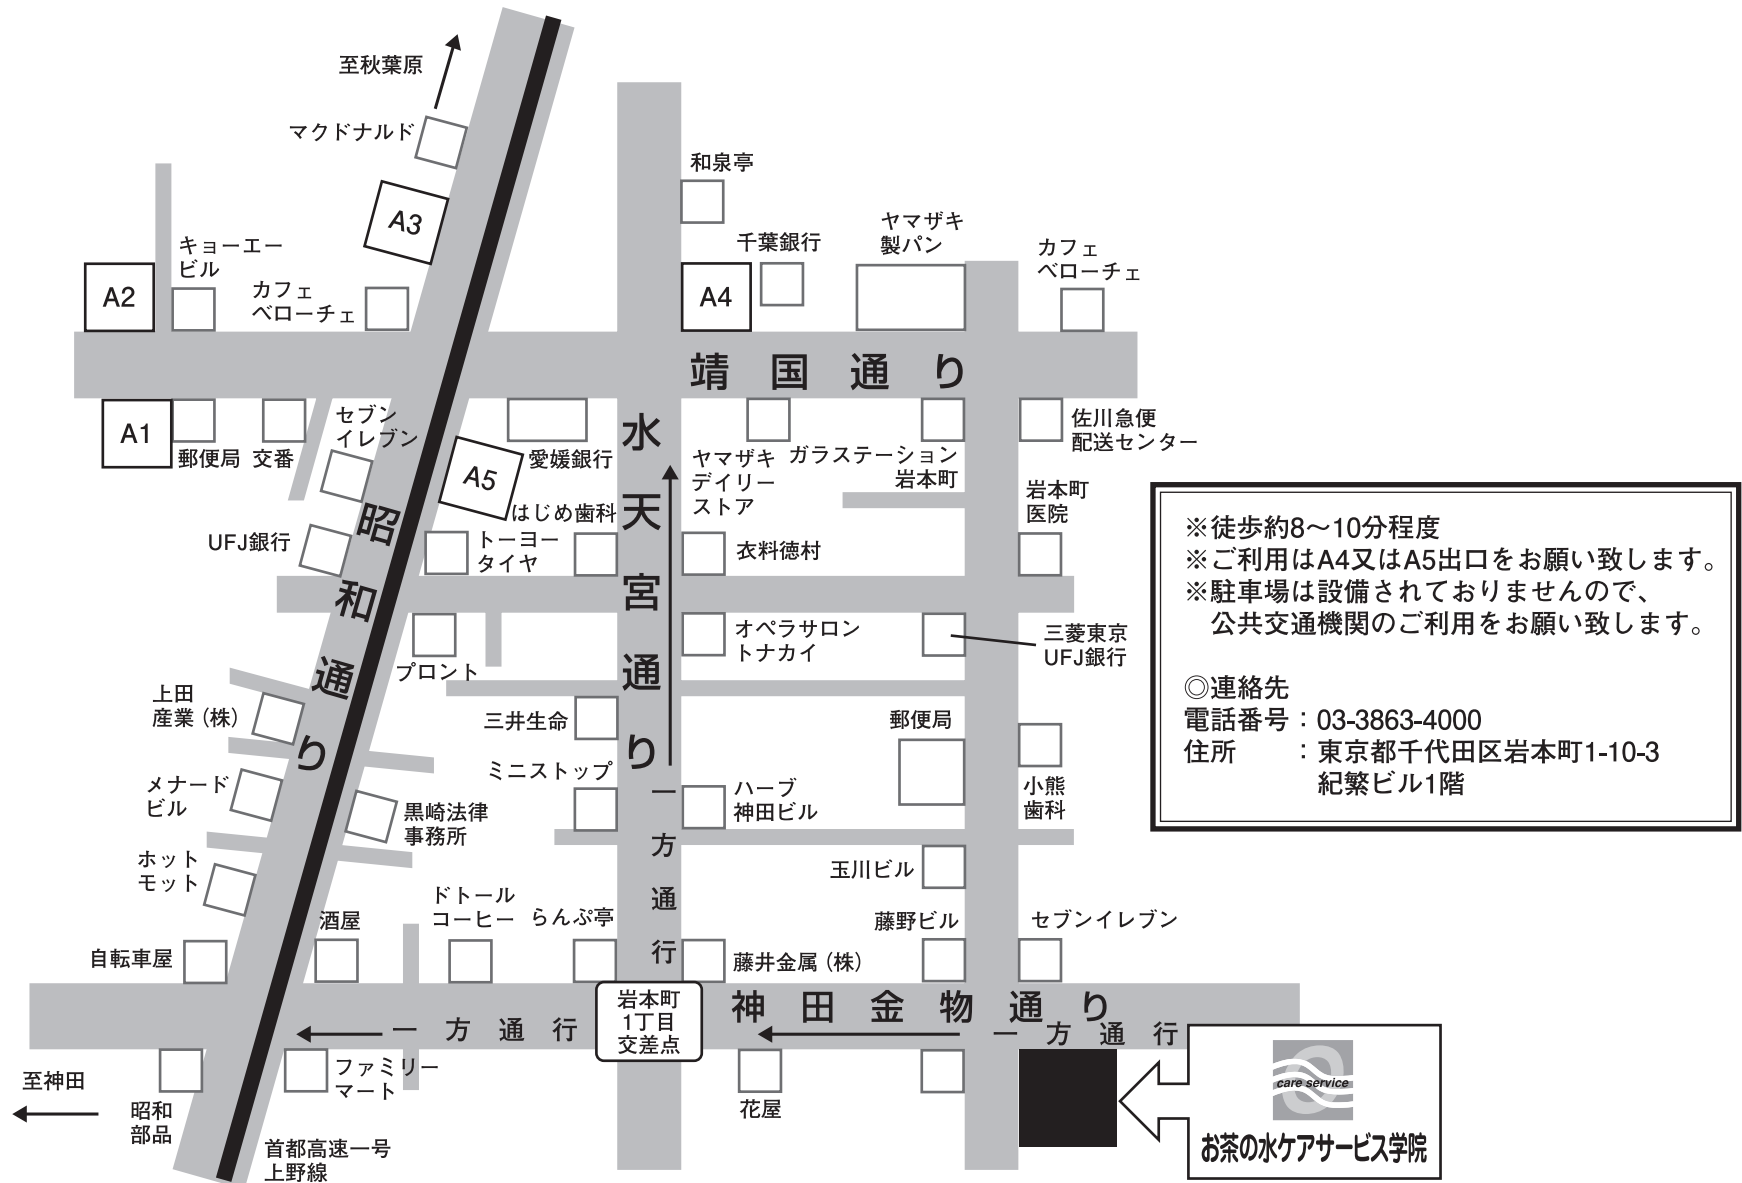 至秋葉原
マクドナルド
A3
和泉亭
千葉銀行
ヤマザキ
製パン
カフェ
ベローチェ
キョーエー
ビル
A2
カフェ
ベローチェ
A4
靖国通り
A1
郵便局
交番
セブン
イレブン
A5
愛媛銀行
水天宮通り
ヤマザキ
デイリー
ストア
ガラステーション
岩本町
佐川急便
配送センター
岩本町
医院
はじめ歯科
UFJ銀行
トーヨー
タイヤ
衣料徳村
昭和通り
プロント
オペラサロン
トナカイ
三菱東京
UFJ銀行
上田
産業(株)
三井生命
郵便局
メナード
ビル
黒崎法律
事務所
ミニストップ
ハーブ
神田ビル
小熊
歯科
一方通行
ホット
モット
玉川ビル
酒屋
ドトール
コーヒー
らんぷ亭
藤野ビル
セブンイレブン
自転車屋
藤井金属(株)
岩本町
1丁目
交差点
神田金物通り
一方通行
一方通行
至神田
昭和
部品
ファミリー
マート
花屋
首都高速一号
上野線
care service
お茶の水ケアサービス学院
※徒歩約8〜10分程度
※ご利用はA4又はA5出口をお願い致します。
※駐車場は設備されておりませんので、
公共交通機関のご利用をお願い致します。
◎連絡先
電話番号:03-3863-4000
住所 :東京都千代田区岩本町1-10-3
紀繁ビル1階